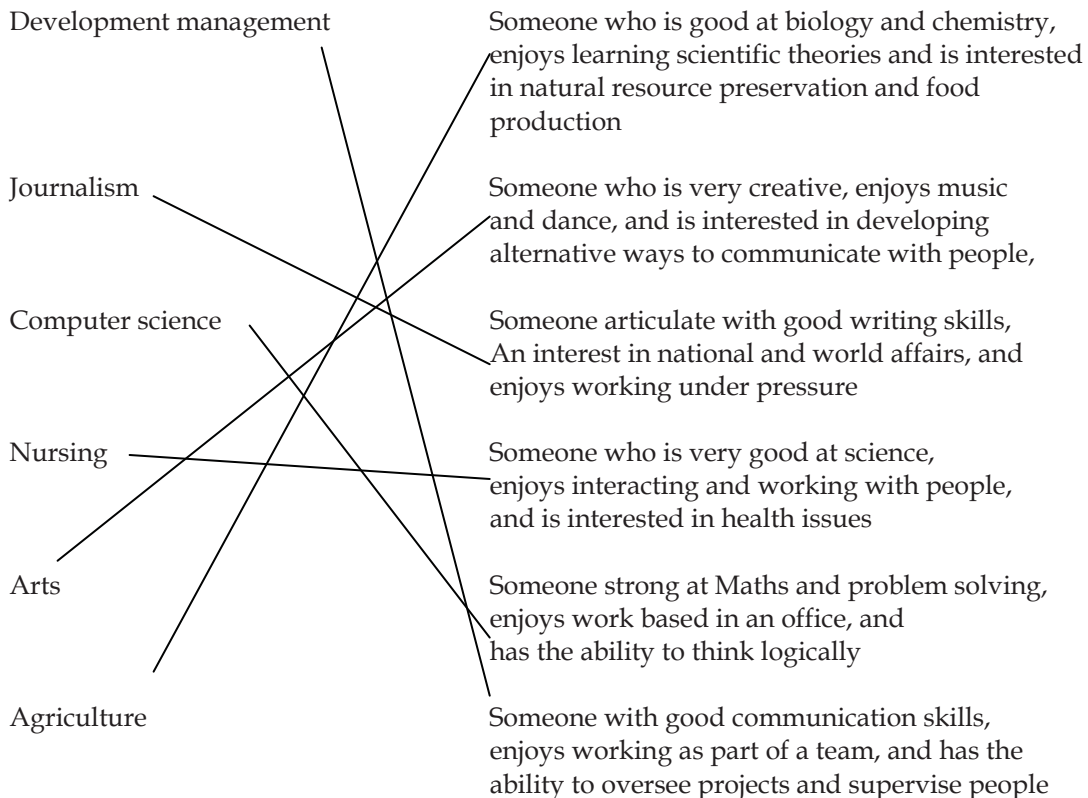 Development management
Someone who is good at biology and chemistry,
enjoys learning scientific theories and is interested
in natural resource preservation and food
production
Journalism
Someone who is very creative, enjoys music
and dance, and is interested in developing
alternative ways to communicate with people,
Computer science
Someone articulate with good writing skills,
An interest in national and world affairs, and
enjoys working under pressure
Nursing
Someone who is very good at science,
enjoys interacting and working with people,
and is interested in health issues
Arts
Someone strong at Maths and problem solving,
enjoys work based in an office, and
has the ability to think logically
Agriculture
Someone with good communication skills,
enjoys working as part of a team, and has the
ability to oversee projects and supervise people